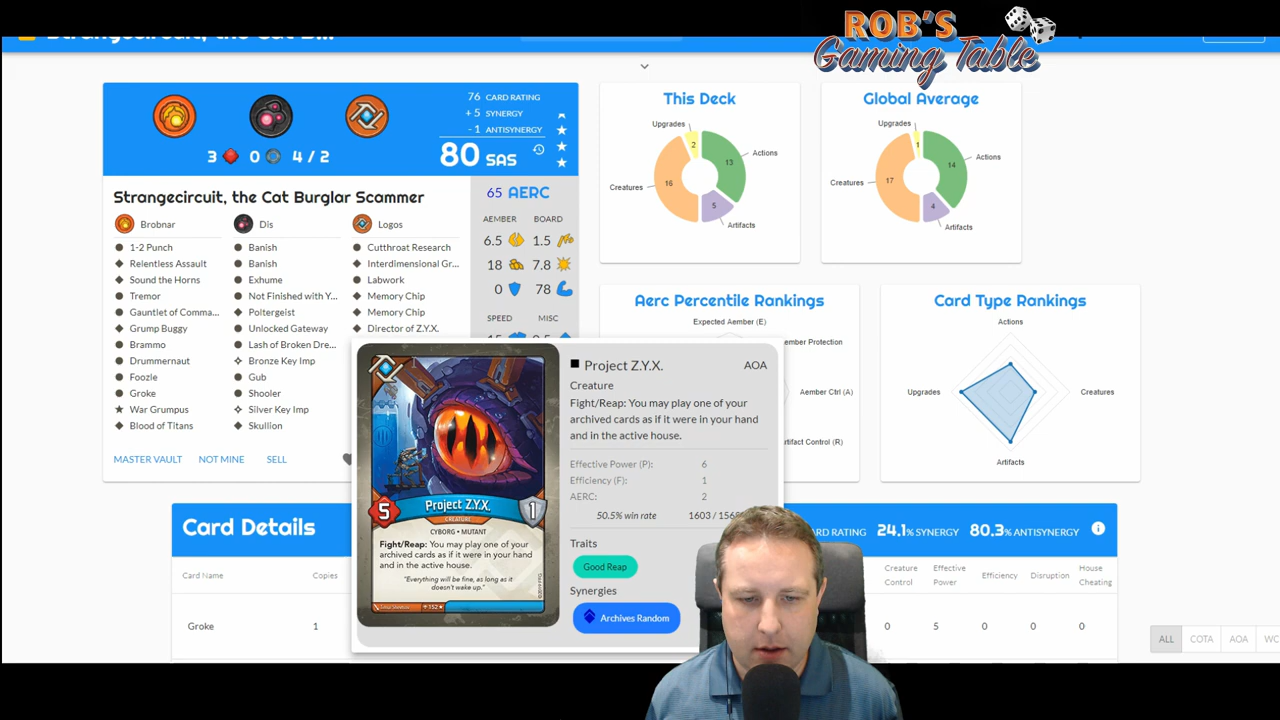 Strangecircuit, the Cat B...
ROB'S
Gaming Table
76 CARD RATING
+ 5 SYNERGY
- 1 ANTISYNERGY
3 0 4 / 2
80 SAS
Strangecircuit, the Cat Burglar Scammer
65 AERC
Brobnar
1-2 Punch
Relentless Assault
Sound the Horns
Tremor
Gauntlet of Comma...
Grump Buggy
Brammo
Drummernaut
Foozle
Groke
War Grumpus
Blood of Titans
Dis
Banish
Banish
Exhume
Not Finished with Y...
Poltergeist
Unlocked Gateway
Lash of Broken Dre...
Bronze Key Imp
Gub
Shooler
Silver Key Imp
Skullion
Logos
Cutthroat Research
Interdimensional Gr...
Labwork
Memory Chip
Memory Chip
Director of Z.Y.X.
AEMBER BOARD
6.5 1.5
18 7.8
0 78
SPEED MISC
MASTER VAULT NOT MINE SELL
This Deck
Upgrades
2
13
Actions
Creatures
16
5
Artifacts
Global Average
Upgrades
1
14
Actions
Creatures
17
4
Artifacts
Aerc Percentile Rankings
Expected Aember (E)
ember Protection
Aember Ctrl (A)
rtifact Control (R)
Card Type Rankings
Actions
Upgrades
Creatures
Artifacts
Project Z.Y.X.
CREATURE
5
1
CYBORG • MUTANT
Fight/Reap: You may play one of your
archived cards as if it were in your hand
and in the active house.
"Everything will be fine, as long as it
doesn't wake up."
152
Project Z.Y.X. AOA
Creature
Fight/Reap: You may play one of your
archived cards as if it were in your hand
and in the active house.
Effective Power (P): 6
Efficiency (F): 1
AERC: 2
50.5% win rate 1603 /
Traits
Good Reap
Synergies
Archives Random
Card Details
RD RATING 24.1% SYNERGY 80.3% ANTISYNERGY
Card Name Copies
Creature
Control
Effective
Power
Efficiency
Disruption
House
Cheating
Groke 1 0 5 0 0 0
ALL COTA AOA WC